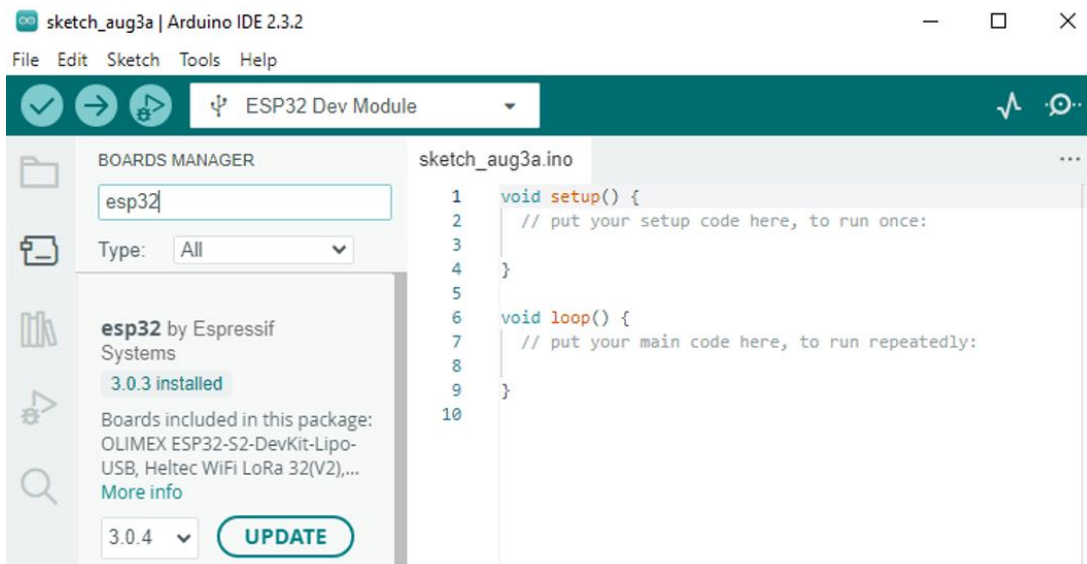 sketch_aug3a | Arduino IDE 2.3.2
File Edit Sketch Tools Help
ESP32 Dev Module
BOARDS MANAGER
esp32
Type: All
esp32 by Espressif
Systems
3.0.3 installed
Boards included in this package:
OLIMEX ESP32-S2-DevKit-Lipo-
USB, Heltec WiFi LoRa 32(V2),...
More info
3.0.4 UPDATE
sketch_aug3a.ino
1 void setup() {
2 // put your setup code here, to run once:
3
4 }
5
6 void loop() {
7 // put your main code here, to run repeatedly:
8
9 }
10